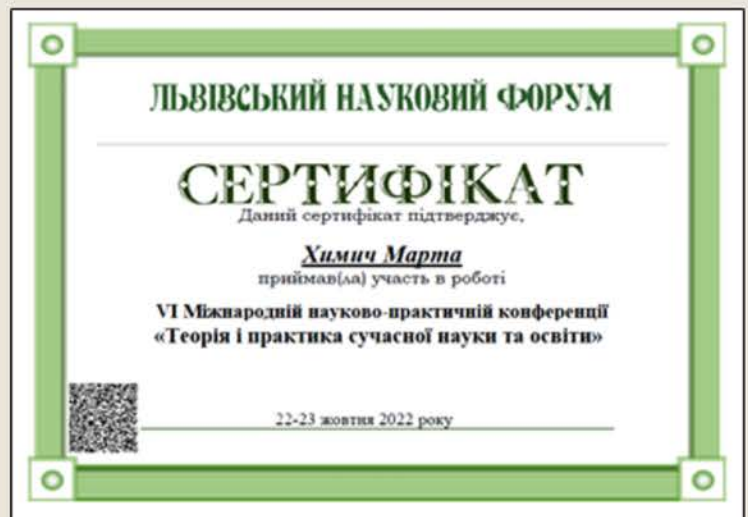 ЛЬВІВСЬКИЙ НАУКОВИЙ ФОРУМ
СЕРТИФІКАТ
Даний сертифікат підтверджує,
Химич Марта
приймав(ла) участь в роботі
VI Міжнародній науково-практичній конференції
«Теорія і практика сучасної науки та освіти»
22-23 жовтня 2022 року